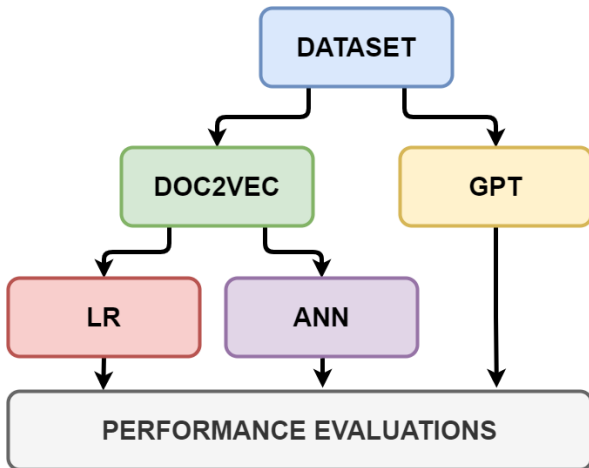 DATASET
DOC2VEC
GPT
LR
ANN
PERFORMANCE EVALUATIONS